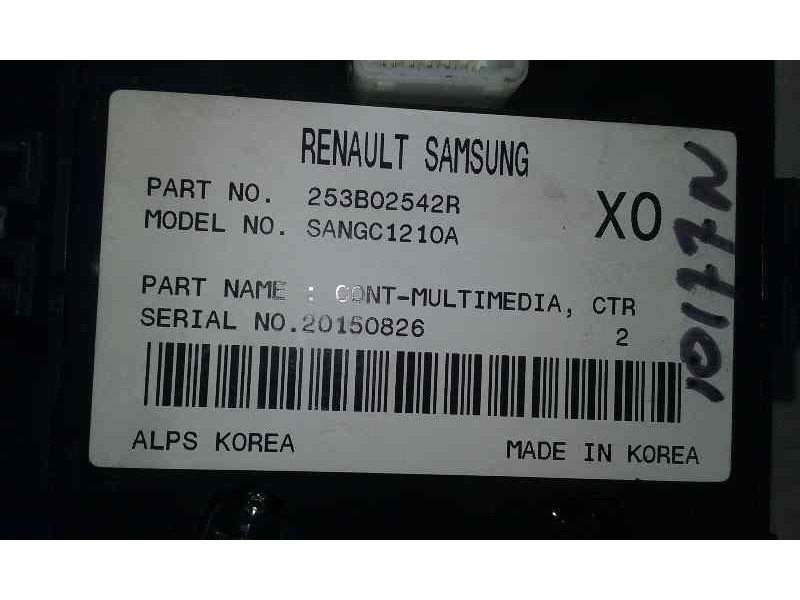 RENAULT SAMSUNG
PART NO. 253B02542R
MODEL NO. SANGC1210A
X0
PART NAME : CONT-MULTIMEDIA, CTR
SERIAL NO.20150826 2
ALPS KOREA
MADE IN KOREA
10177N